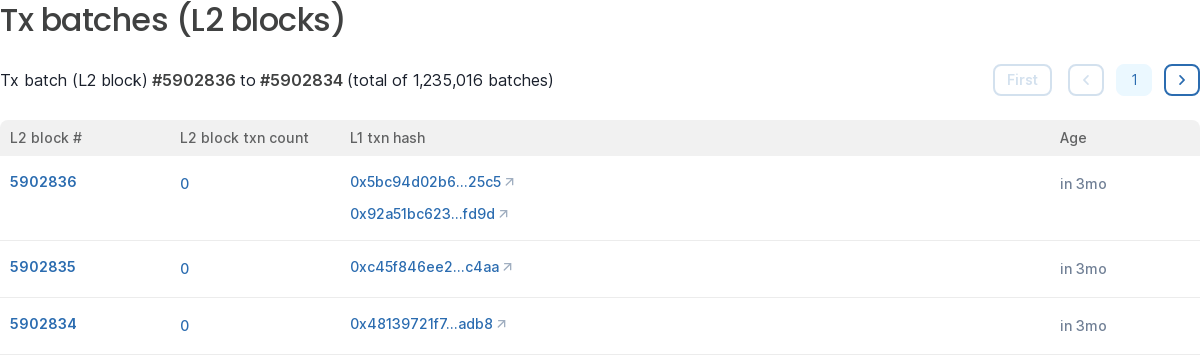 Tx batches (L2 blocks)
Tx batch (L2 block) #5902836 to #5902834 (total of 1,235,016 batches) First 1
L2 block # L2 block txn count L1 txn hash Age
5902836 0 0x5bc94d02b6...25c5 in 3mo
0x92a51bc623...fd9d
5902835 0 0xc45f846ee2...c4aa in 3mo
5902834 0 0x48139721f7...adb8 in 3mo